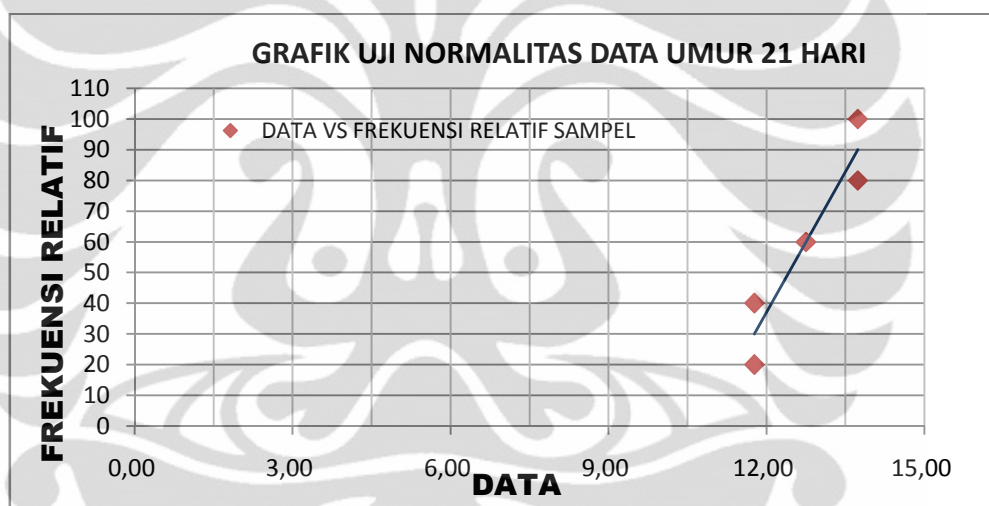 GRAFIK UJI NORMALITAS DATA UMUR 21 HARI
FREKUENSI RELATIF
110
100
90
80
70
60
50
40
30
20
10
0
DATA VS FREKUENSI RELATIF SAMPEL
0,00 3,00 6,00 9,00 12,00 15,00
DATA